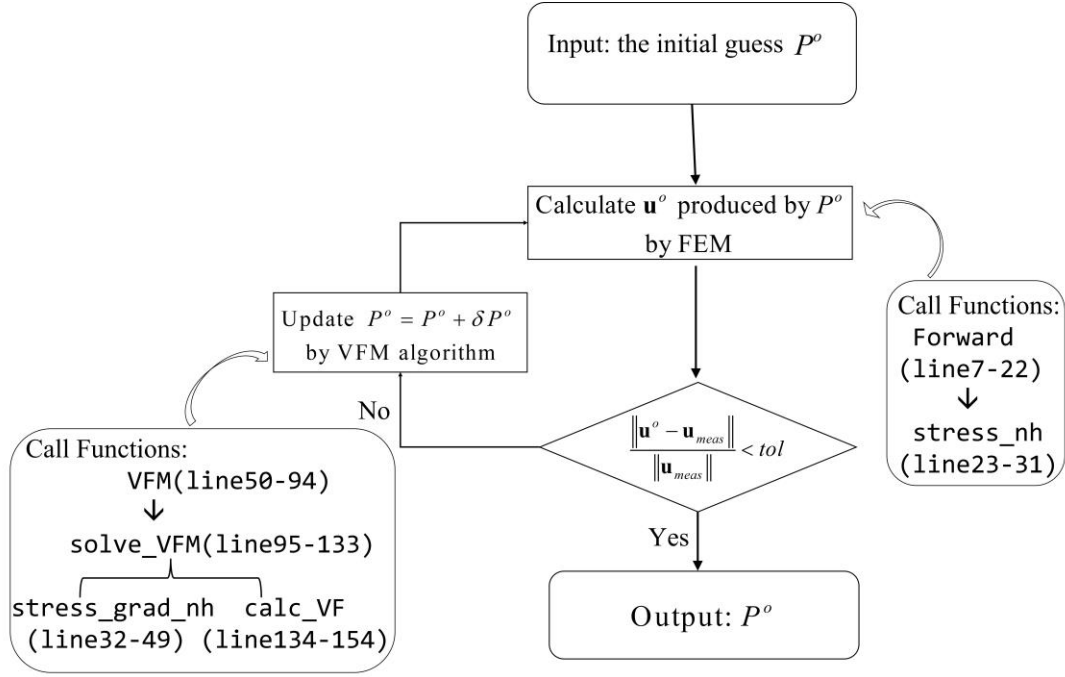 Input: the initial guess P^o
Calculate u^o produced by P^o
by FEM
Update P^o = P^o + δP^o
by VFM algorithm
Call Functions:
Forward
(line7-22)
↓
stress_nh
(line23-31)
‖u^o − u_meas‖ / ‖u_meas‖ < tol
No
Yes
Call Functions:
VFM(line50-94)
↓
solve_VFM(line95-133)
stress_grad_nh calc_VF
(line32-49) (line134-154)
Output: P^o